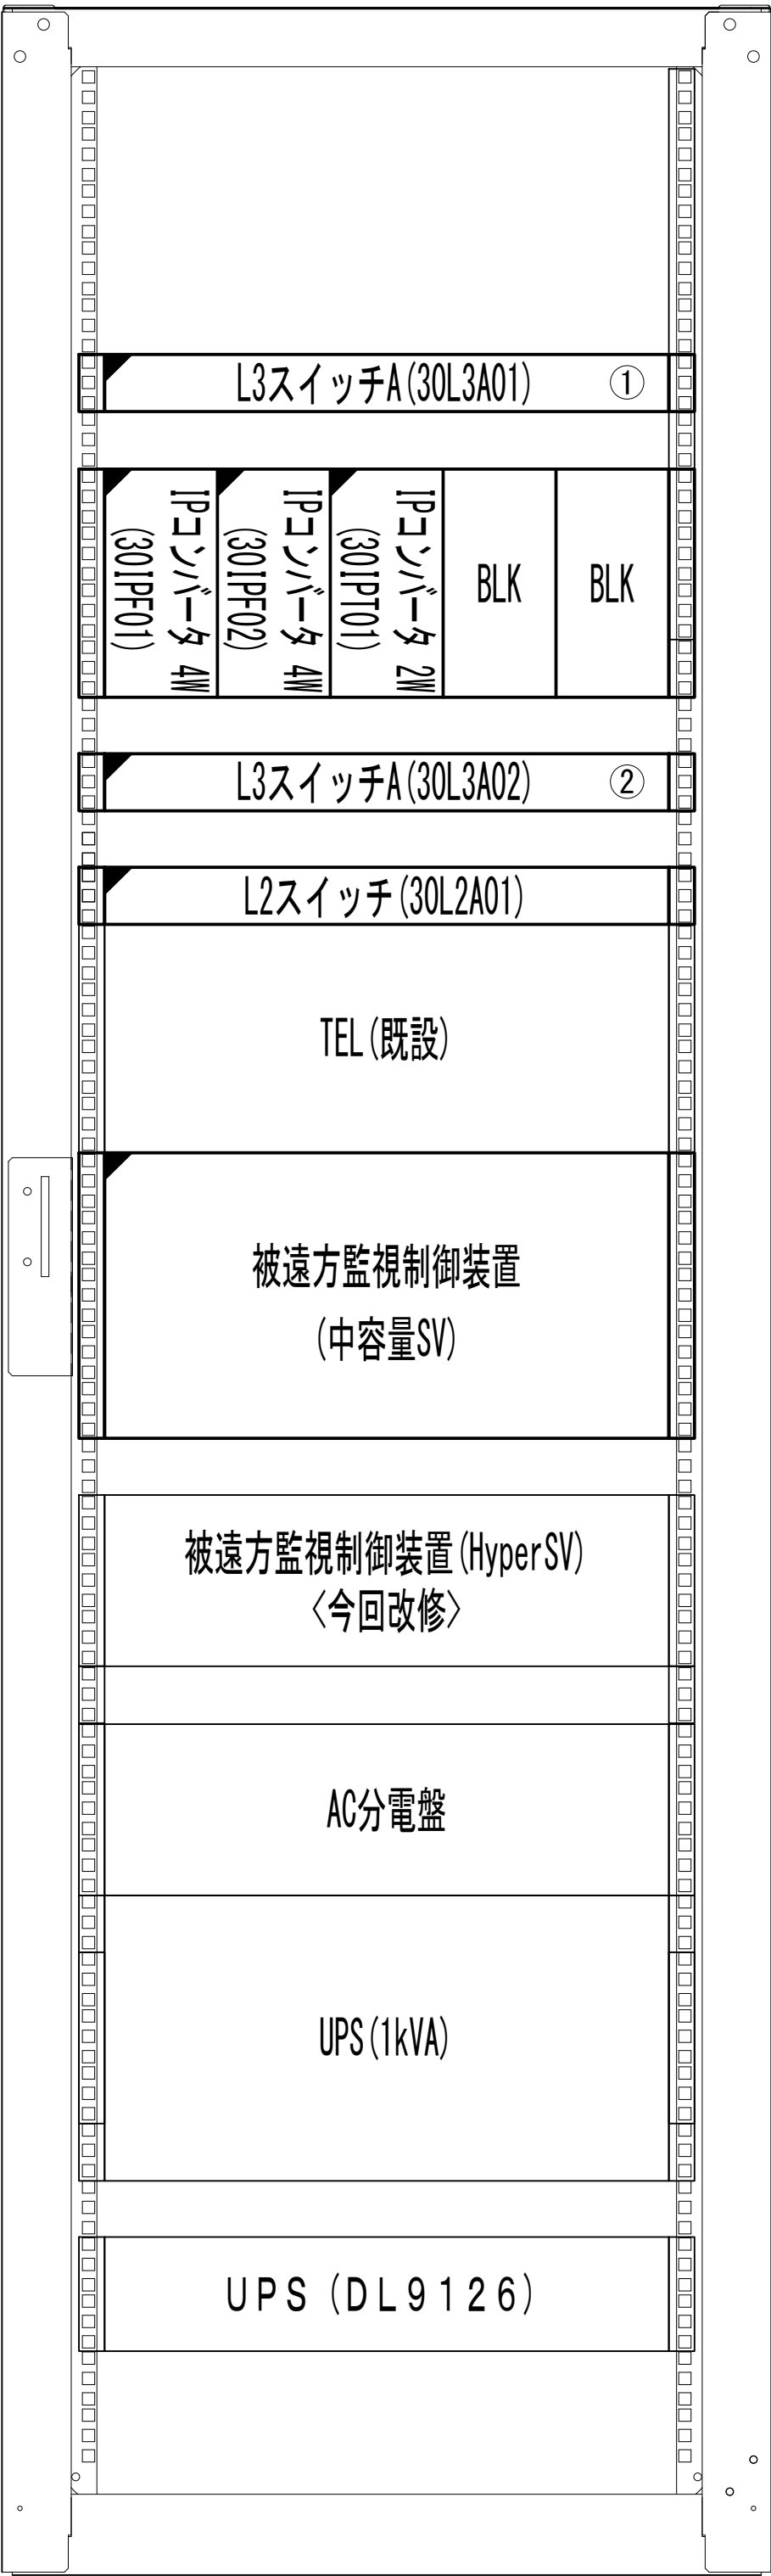 L3スイッチA(30L3A01) ①
IPコンバータ 4W
(30IPF01)
IPコンバータ 4W
(30IPF02)
IPコンバータ 2W
(30IPT01)
BLK
BLK
L3スイッチA(30L3A02) ②
L2スイッチ(30L2A01)
TEL(既設)
被遠方監視制御装置
(中容量SV)
被遠方監視制御装置(HyperSV)
<今回改修>
AC分電盤
UPS(1kVA)
UPS(DL9126)